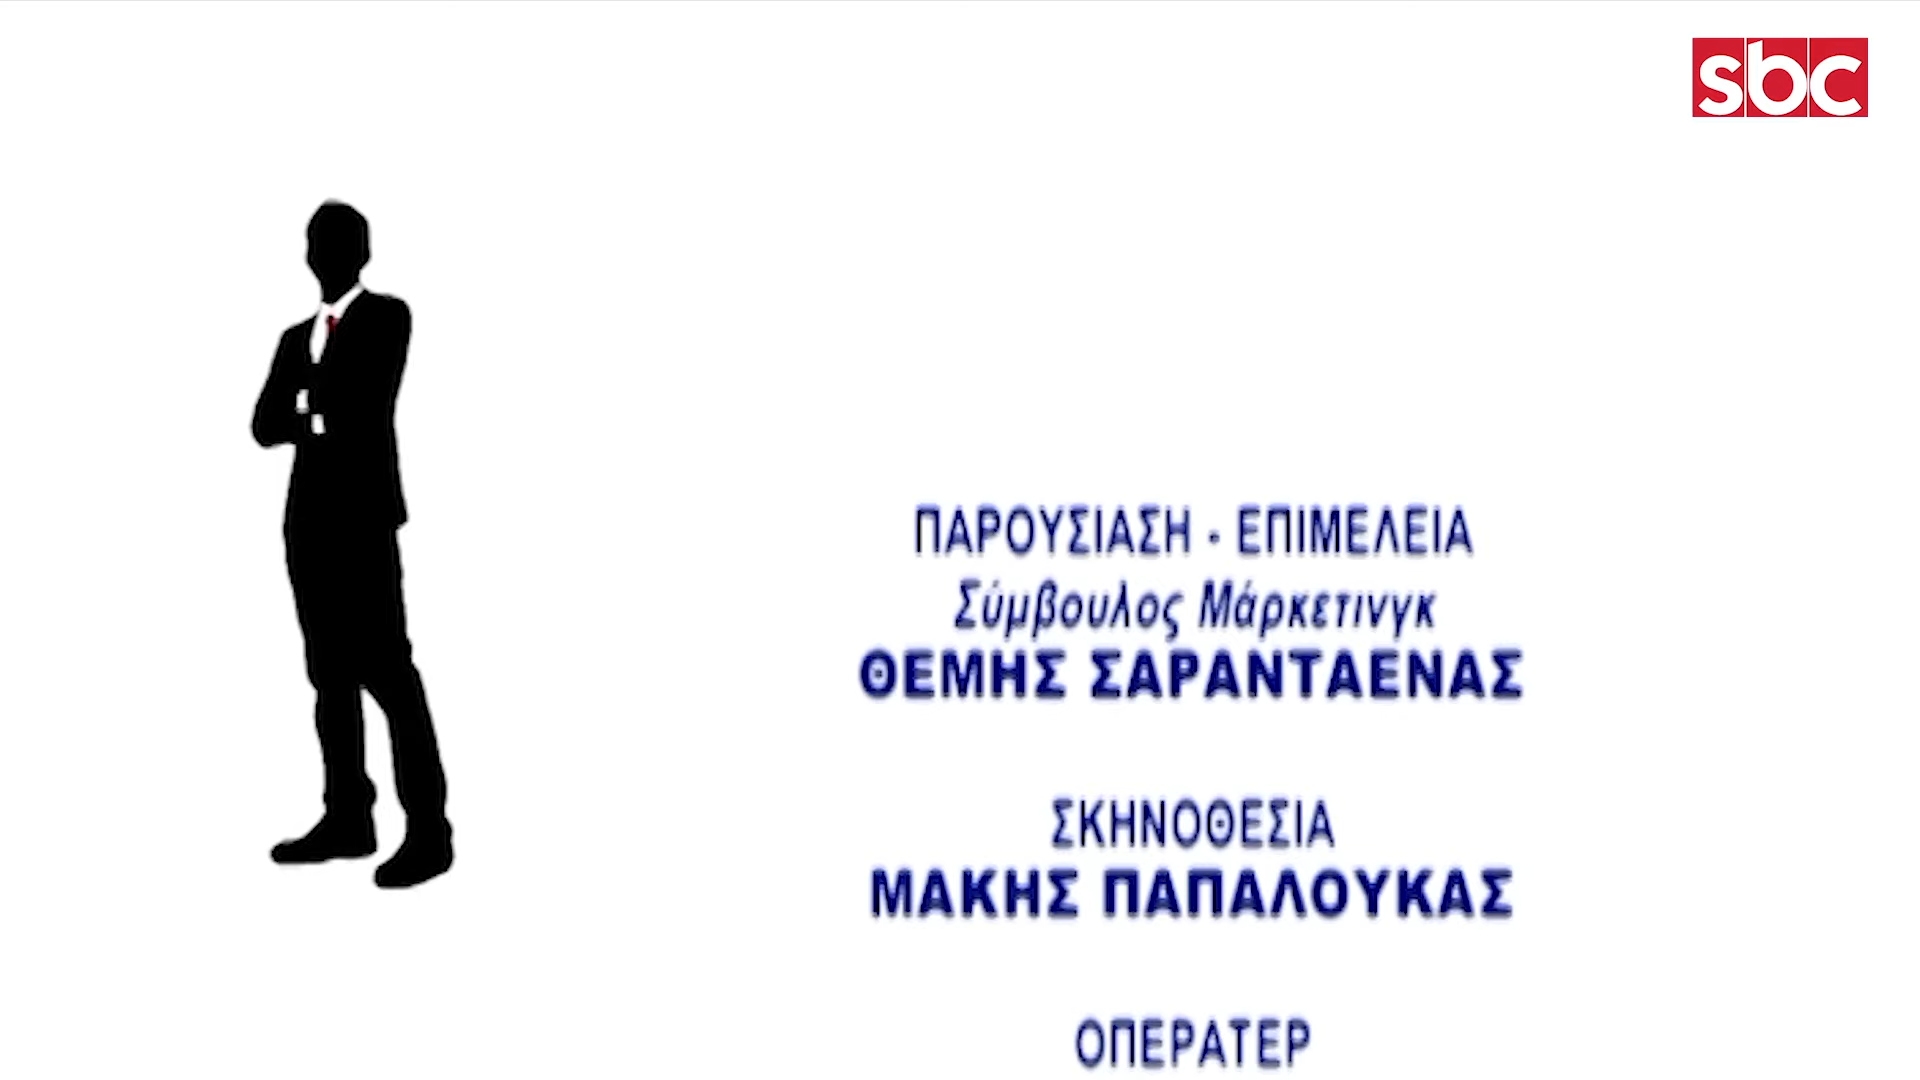 sbc
ΠΑΡΟΥΣΙΑΣΗ - ΕΠΙΜΕΛΕΙΑ
Σύμβουλος Μάρκετινγκ
ΘΕΜΗΣ ΣΑΡΑΝΤΑΕΝΑΣ
ΣΚΗΝΟΘΕΣΙΑ
ΜΑΚΗΣ ΠΑΠΑΛΟΥΚΑΣ
ΟΠΕΡΑΤΕΡ